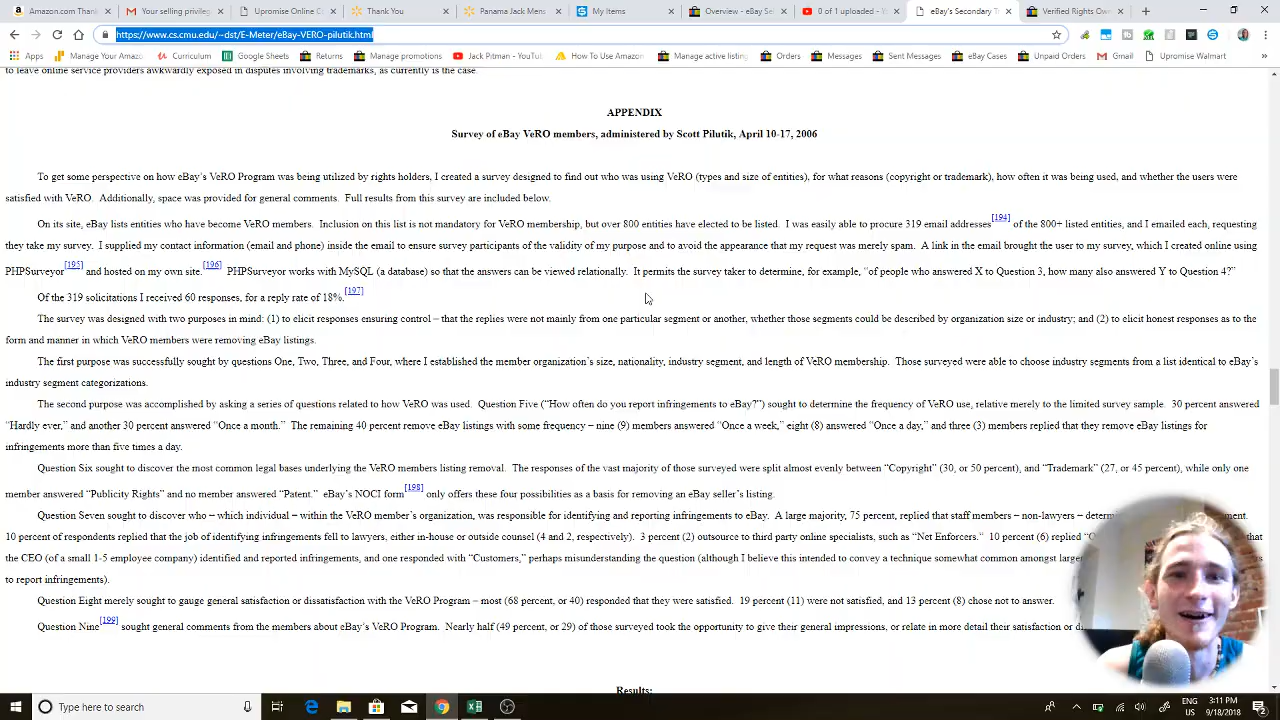 Amazon.com Thank
Your selling privileg
Upromise Online C
Thank You
Panama Jack Mens
My Items
Overview - eBay Se
0 of 1 uploaded - Y
eBay's Secondary T
Verified Rights Ow
https://www.cs.cmu.edu/~dst/E-Meter/eBay-VERO-pilutik.html
Apps
Manage Your Amaz
Curriculum
Google Sheets
Returns
Manage promotions
Jack Pitman - YouTu
How To Use Amazon
Manage active listing
Orders
Messages
Sent Messages
eBay Cases
Unpaid Orders
Gmail
Upromise Walmart
to leave online service providers awkwardly exposed in disputes involving trademarks, as currently is the case.
APPENDIX
Survey of eBay VeRO members, administered by Scott Pilutik, April 10-17, 2006
To get some perspective on how eBay's VeRO Program was being utilized by rights holders, I created a survey designed to find out who was using VeRO (types and size of entities), for what reasons (copyright or trademark), how often it was being used, and whether the users were
satisfied with VeRO. Additionally, space was provided for general comments. Full results from this survey are included below.
On its site, eBay lists entities who have become VeRO members. Inclusion on this list is not mandatory for VeRO membership, but over 800 entities have elected to be listed. I was easily able to procure 319 email addresses[194] of the 800+ listed entities, and I emailed each, requesting
they take my survey. I supplied my contact information (email and phone) inside the email to ensure survey participants of the validity of my purpose and to avoid the appearance that my request was merely spam. A link in the email brought the user to my survey, which I created online using
PHPSurveyor[195] and hosted on my own site.[196] PHPSurveyor works with MySQL (a database) so that the answers can be viewed relationally. It permits the survey taker to determine, for example, “of people who answered X to Question 3, how many also answered Y to Question 4?”
Of the 319 solicitations I received 60 responses, for a reply rate of 18%.[197]
The survey was designed with two purposes in mind: (1) to elicit responses ensuring control – that the replies were not mainly from one particular segment or another, whether those segments could be described by organization size or industry; and (2) to elicit honest responses as to the
form and manner in which VeRO members were removing eBay listings.
The first purpose was successfully sought by questions One, Two, Three, and Four, where I established the member organization's size, nationality, industry segment, and length of VeRO membership. Those surveyed were able to choose industry segments from a list identical to eBay's
industry segment categorizations.
The second purpose was accomplished by asking a series of questions related to how VeRO was used. Question Five (“How often do you report infringements to eBay?”) sought to determine the frequency of VeRO use, relative merely to the limited survey sample. 30 percent answered
“Hardly ever,” and another 30 percent answered “Once a month.” The remaining 40 percent remove eBay listings with some frequency – nine (9) members answered “Once a week,” eight (8) answered “Once a day,” and three (3) members replied that they remove eBay listings for
infringements more than five times a day.
Question Six sought to discover the most common legal bases underlying the VeRO members listing removal. The responses of the vast majority of those surveyed were split almost evenly between “Copyright” (30, or 50 percent), and “Trademark” (27, or 45 percent), while only one
member answered “Publicity Rights” and no member answered “Patent.” eBay's NOCI form[198] only offers these four possibilities as a basis for removing an eBay seller's listing.
Question Seven sought to discover who – which individual – within the VeRO member's organization, was responsible for identifying and reporting infringements to eBay. A large majority, 75 percent, replied that staff members – non-lawyers – determ
10 percent of respondents replied that the job of identifying infringements fell to lawyers, either in-house or outside counsel (4 and 2, respectively). 3 percent (2) outsource to third party online specialists, such as “Net Enforcers.” 10 percent (6) replied that
the CEO (of a small 1-5 employee company) identified and reported infringements, and one responded with “Customers,” perhaps misunderstanding the question (although I believe this intended to convey a technique somewhat common amongst larger
to report infringements).
Question Eight merely sought to gauge general satisfaction or dissatisfaction with the VeRO Program – most (68 percent, or 40) responded that they were satisfied. 19 percent (11) were not satisfied, and 13 percent (8) chose not to answer.
Question Nine[199] sought general comments from the members about eBay's VeRO Program. Nearly half (49 percent, or 29) of those surveyed took the opportunity to give their general impressions, or relate in more detail their satisfaction or
Results:
Type here to search
ENG
US
3:11 PM
9/18/2018